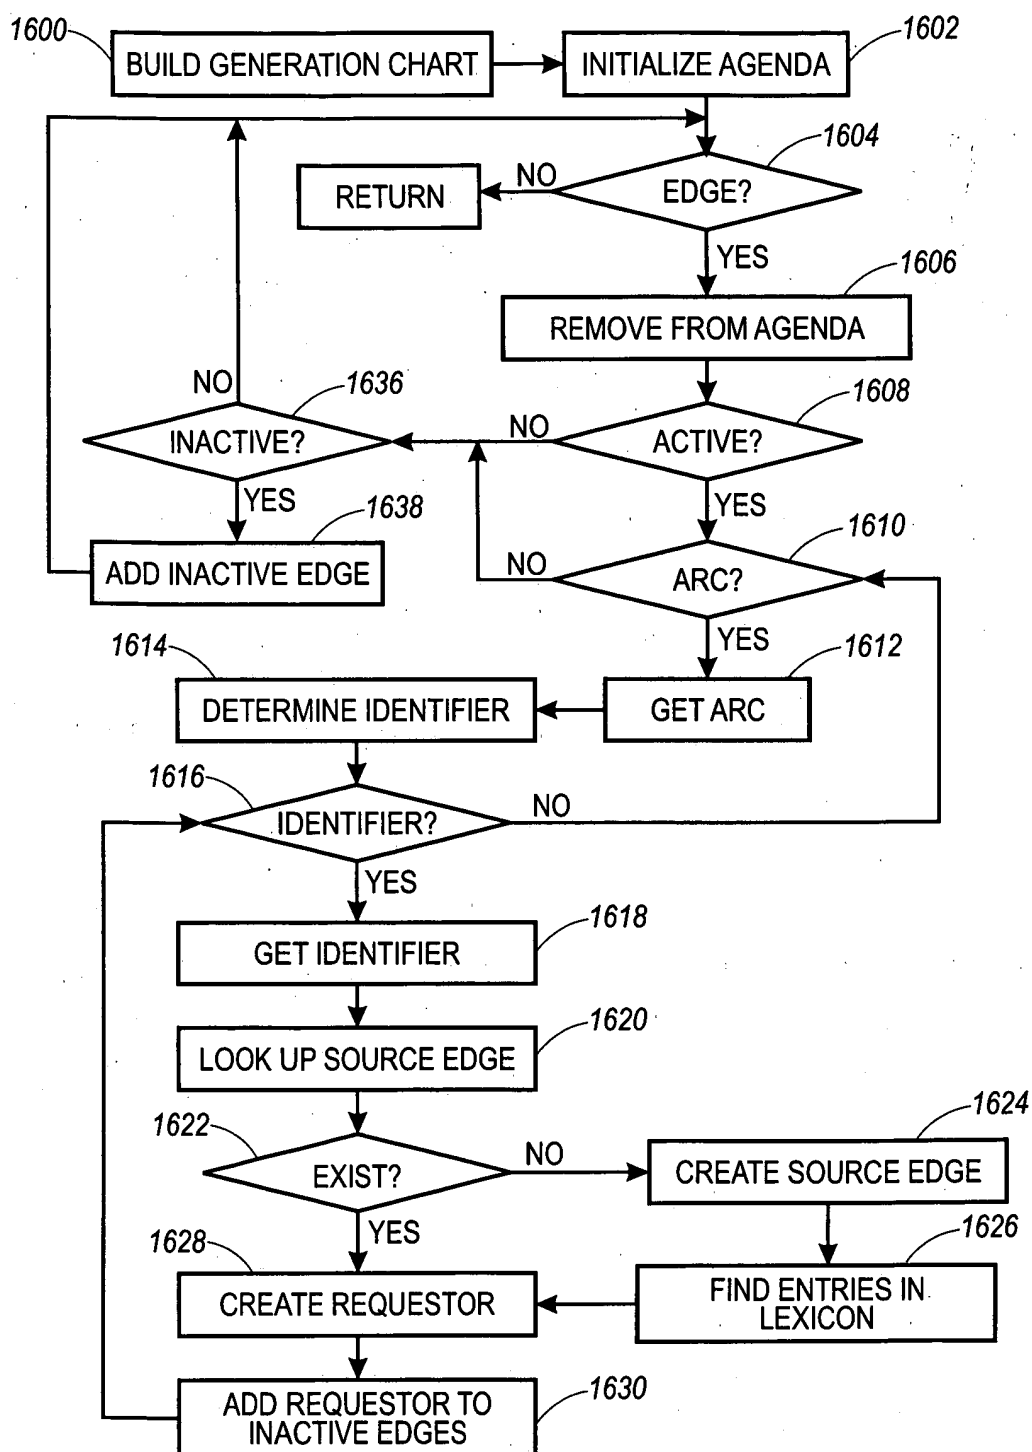 1600
BUILD GENERATION CHART
INITIALIZE AGENDA
1602
1604
EDGE?
NO
RETURN
YES
1606
REMOVE FROM AGENDA
1608
ACTIVE?
NO
1636
INACTIVE?
NO
YES
1638
ADD INACTIVE EDGE
YES
1610
ARC?
NO
YES
1612
GET ARC
1614
DETERMINE IDENTIFIER
1616
IDENTIFIER?
NO
YES
1618
GET IDENTIFIER
1620
LOOK UP SOURCE EDGE
1622
EXIST?
NO
1624
CREATE SOURCE EDGE
YES
1626
FIND ENTRIES IN
LEXICON
1628
CREATE REQUESTOR
1630
ADD REQUESTOR TO
INACTIVE EDGES